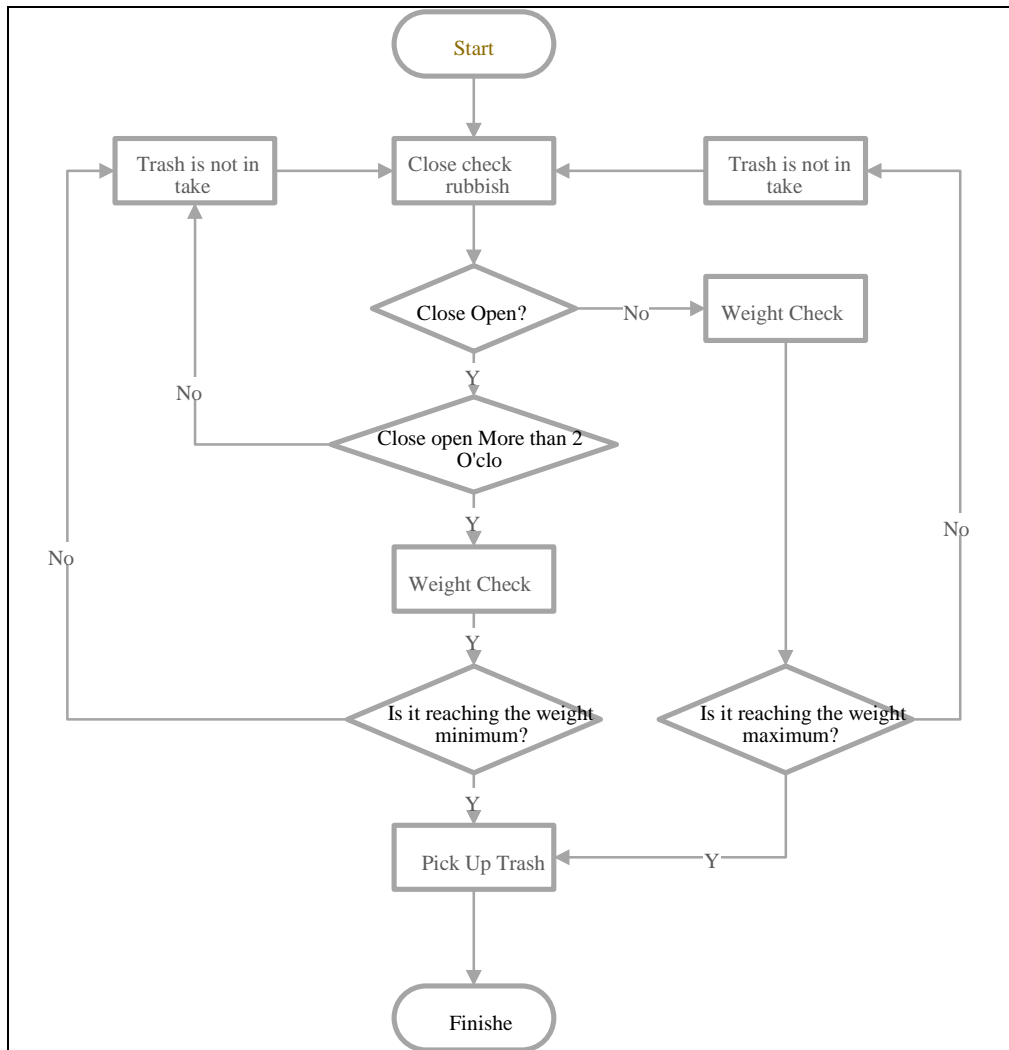 Start
Trash is not in
take
Close check
rubbish
Trash is not in
take
Close Open?
No
Weight Check
Y
No
Close open More than 2
O'clo
Y
No
No
Weight Check
Y
Is it reaching the weight
minimum?
Is it reaching the weight
maximum?
Y
Pick Up Trash
Y
Finishe